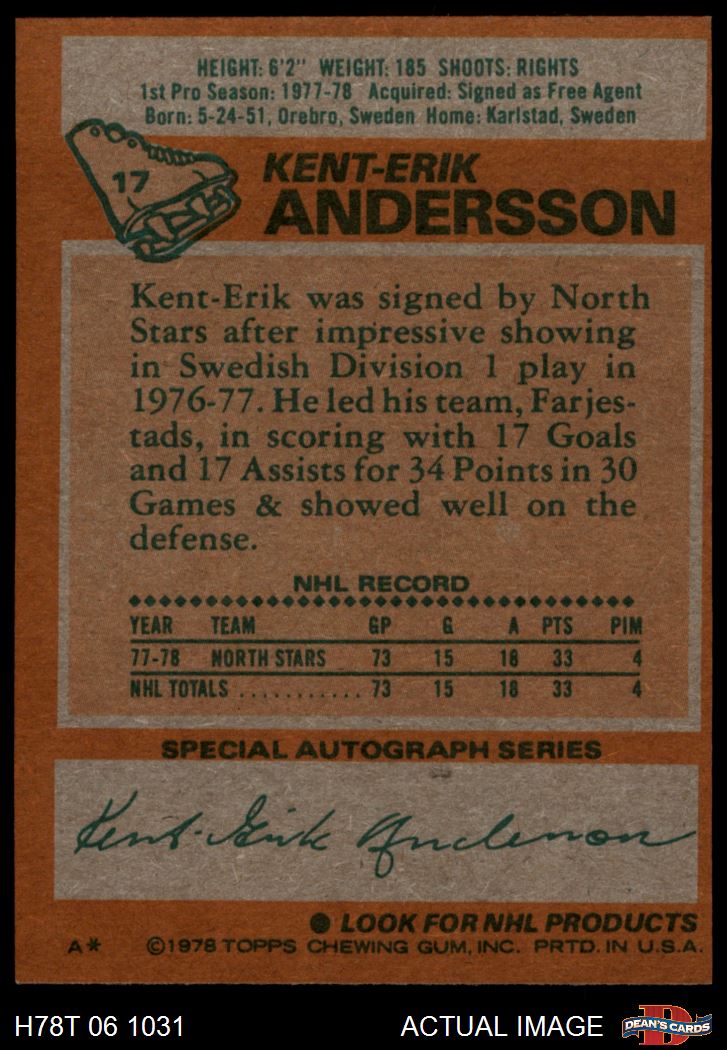 HEIGHT: 6'2" WEIGHT: 185 SHOOTS: RIGHTS
1st Pro Season: 1977-78 Acquired: Signed as Free Agent
Born: 5-24-51, Orebro, Sweden Home: Karlstad, Sweden
17
KENT-ERIK
ANDERSSON
Kent-Erik was signed by North
Stars after impressive showing
in Swedish Division 1 play in
1976-77. He led his team, Farjes-
tads, in scoring with 17 Goals
and 17 Assists for 34 Points in 30
Games & showed well on the
defense.
NHL RECORD
YEAR TEAM GP G A PTS PIM
77-78 NORTH STARS 73 15 18 33 4
NHL TOTALS ............ 73 15 18 33 4
SPECIAL AUTOGRAPH SERIES
Kent-Erik Andersson
● LOOK FOR NHL PRODUCTS
A* ©1978 TOPPS CHEWING GUM, INC. PRTD. IN U.S.A.
H78T 06 1031 ACTUAL IMAGE D DEAN'S CARDS